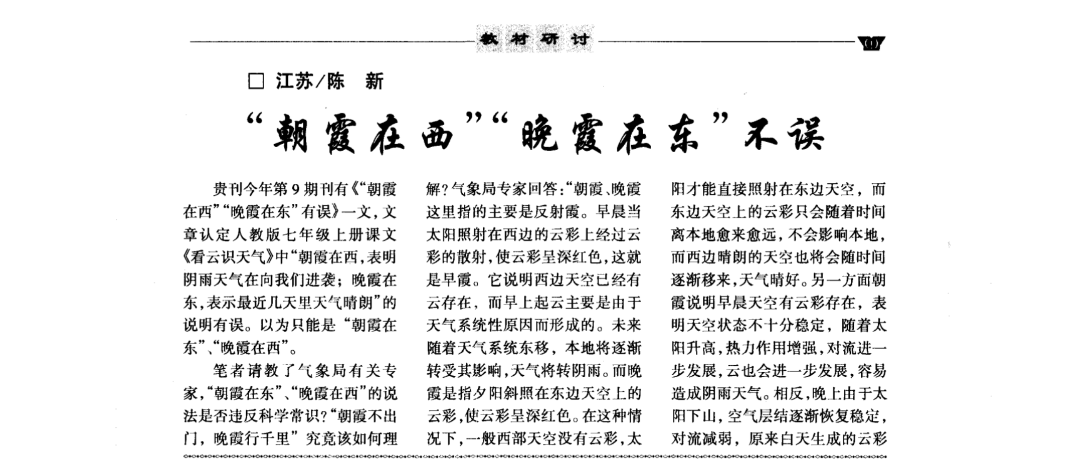 教材研讨
□ 江苏/陈 新
“朝霞在西”“晚霞在东”不误
贵刊今年第9期刊有《“朝霞
在西”“晚霞在东”有误》一文,文
章认定人教版七年级上册课文
《看云识天气》中“朝霞在西,表明
阴雨天气在向我们进袭；晚霞在
东,表示最近几天里天气晴朗”的
说明有误。以为只能是“朝霞在
东”、“晚霞在西”。
笔者请教了气象局有关专
家,“朝霞在东”、“晚霞在西”的说
法是否违反科学常识?“朝霞不出
门，晚霞行千里”究竟该如何理
解?气象局专家回答:“朝霞、晚霞
这里指的主要是反射霞。早晨当
太阳照射在西边的云彩上经过云
彩的散射,使云彩呈深红色,这就
是早霞。它说明西边天空已经有
云存在，而早上起云主要是由于
天气系统性原因而形成的。未来
随着天气系统东移，本地将逐渐
转受其影响,天气将转阴雨。而晚
霞是指夕阳斜照在东边天空上的
云彩,使云彩呈深红色。在这种情
况下,一般西部天空没有云彩,太
阳才能直接照射在东边天空，而
东边天空上的云彩只会随着时间
离本地愈来愈远,不会影响本地,
而西边晴朗的天空也将会随时间
逐渐移来,天气晴好。另一方面朝
霞说明早晨天空有云彩存在，表
明天空状态不十分稳定，随着太
阳升高,热力作用增强,对流进一
步发展,云也会进一步发展,容易
造成阴雨天气。相反,晚上由于太
阳下山，空气层结逐渐恢复稳定,
对流减弱，原来白天生成的云彩